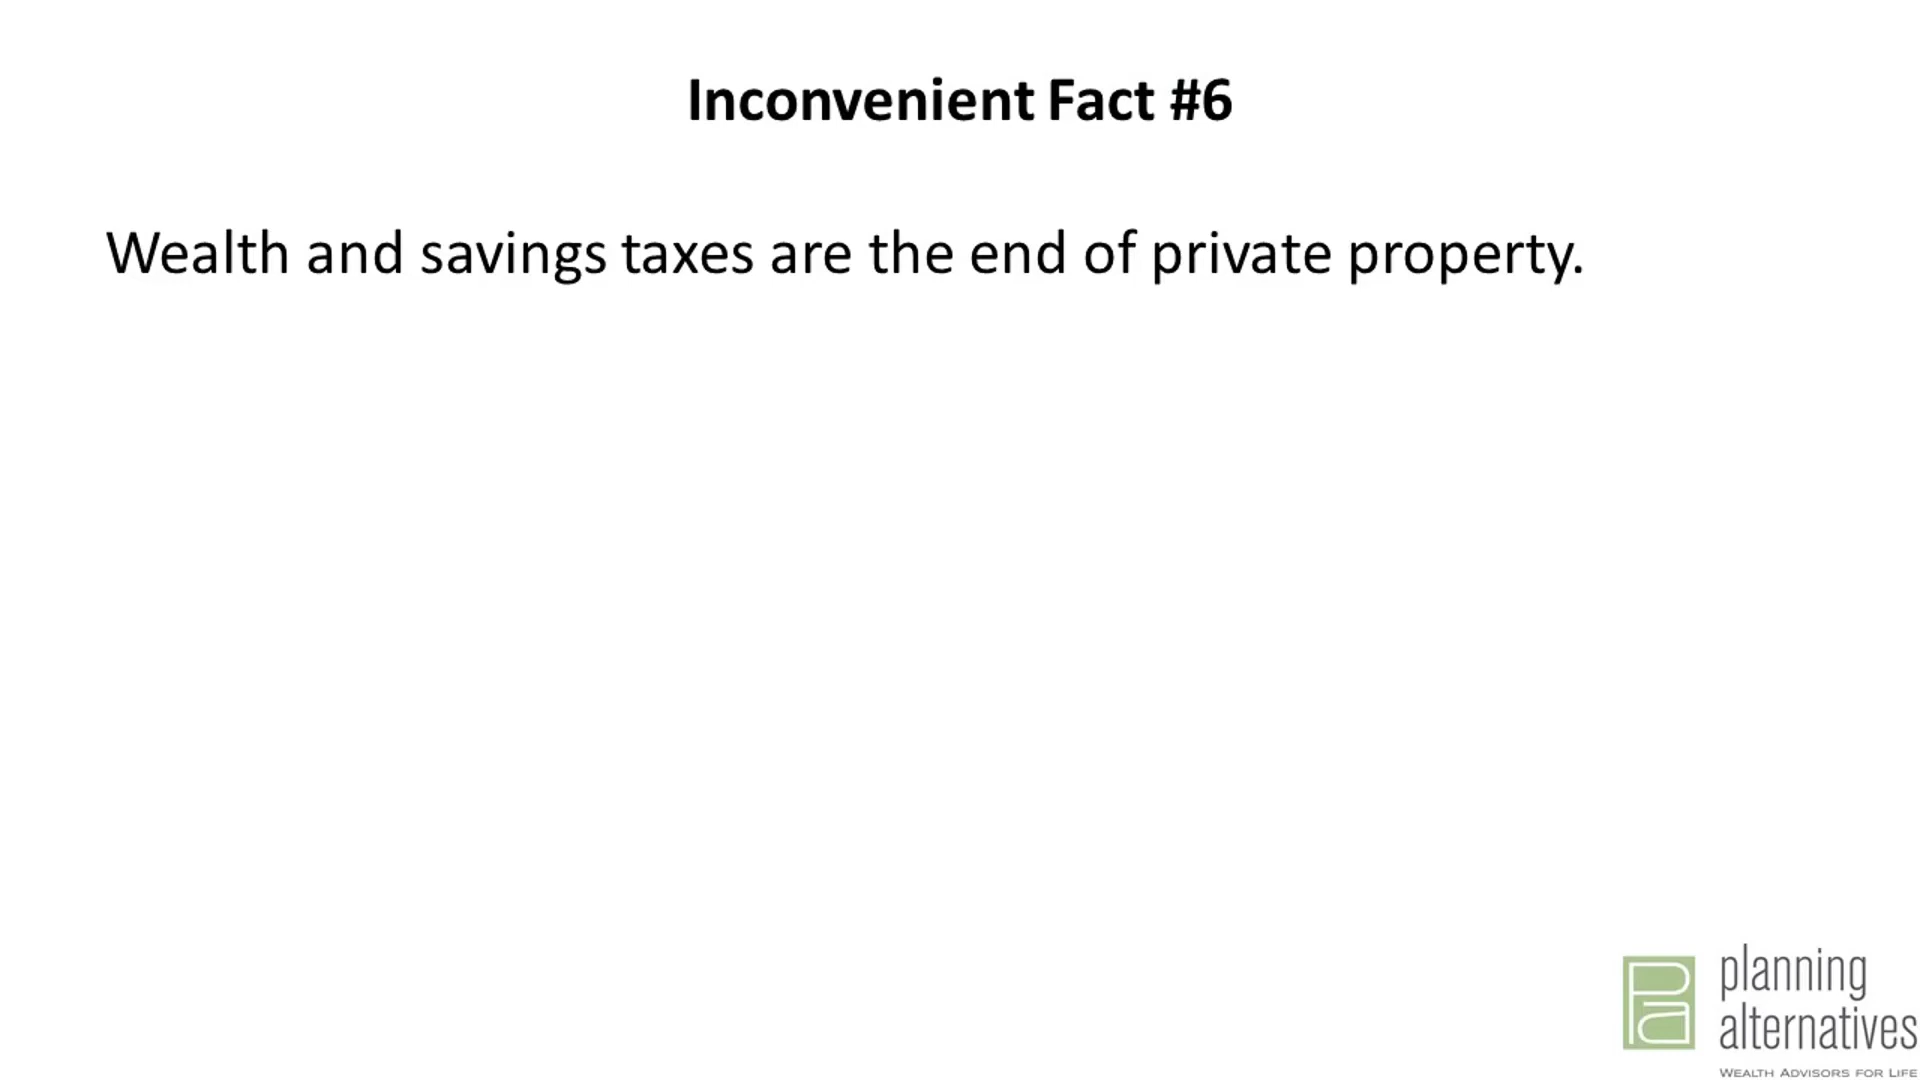 Inconvenient Fact #6
Wealth and savings taxes are the end of private property.
Pa
planning
alternatives
WEALTH ADVISORS FOR LIFE